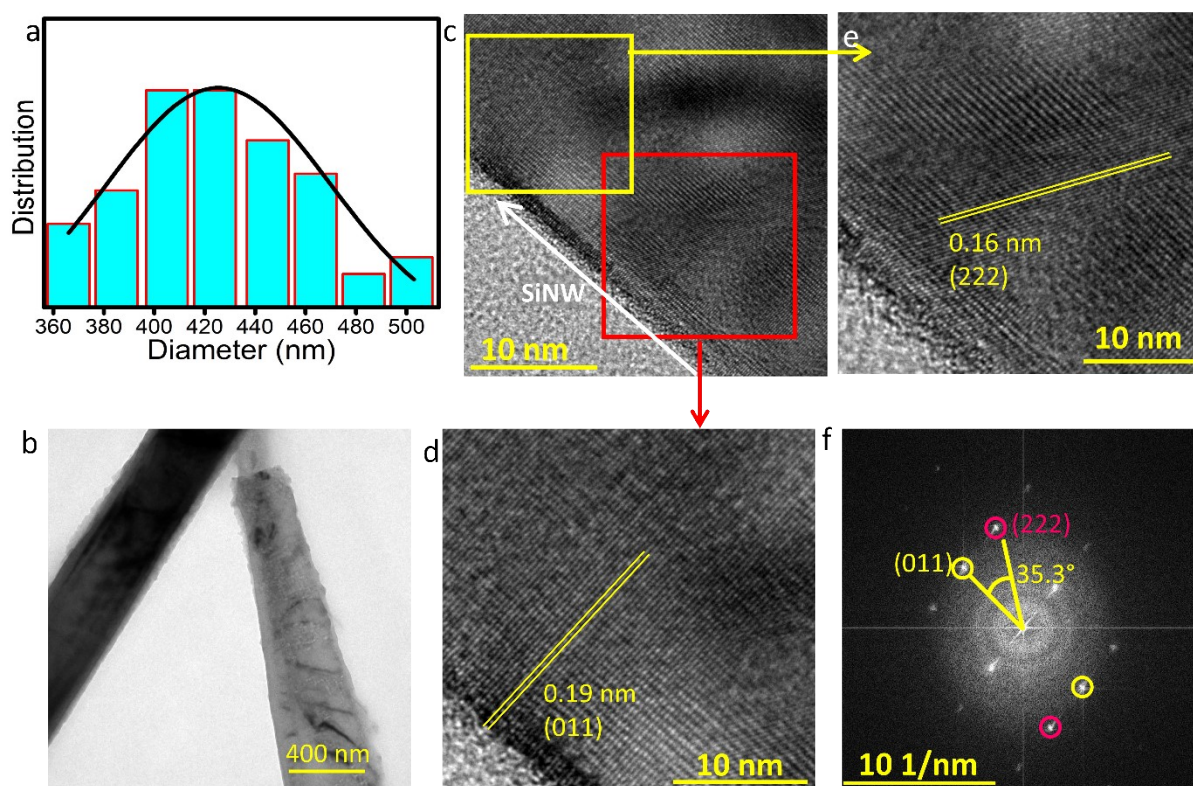 a
Distribution
360 380 400 420 440 460 480 500
Diameter (nm)
c
SiNW
10 nm
e
0.16 nm
(222)
10 nm
b
400 nm
d
0.19 nm
(011)
10 nm
f
(222)
(011)
35.3°
10 1/nm